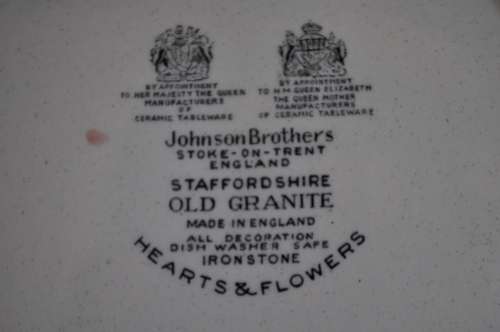 BY APPOINTMENT
TO HER MAJESTY THE QUEEN
MANUFACTURERS
OF
CERAMIC TABLEWARE
BY APPOINTMENT
TO H M QUEEN ELIZABETH
THE QUEEN MOTHER
MANUFACTURERS
OF CERAMIC TABLEWARE
Johnson Brothers
STOKE-ON-TRENT
ENGLAND
STAFFORDSHIRE
OLD GRANITE
MADE IN ENGLAND
ALL DECORATION
DISH WASHER SAFE
IRONSTONE
HEARTS & FLOWERS